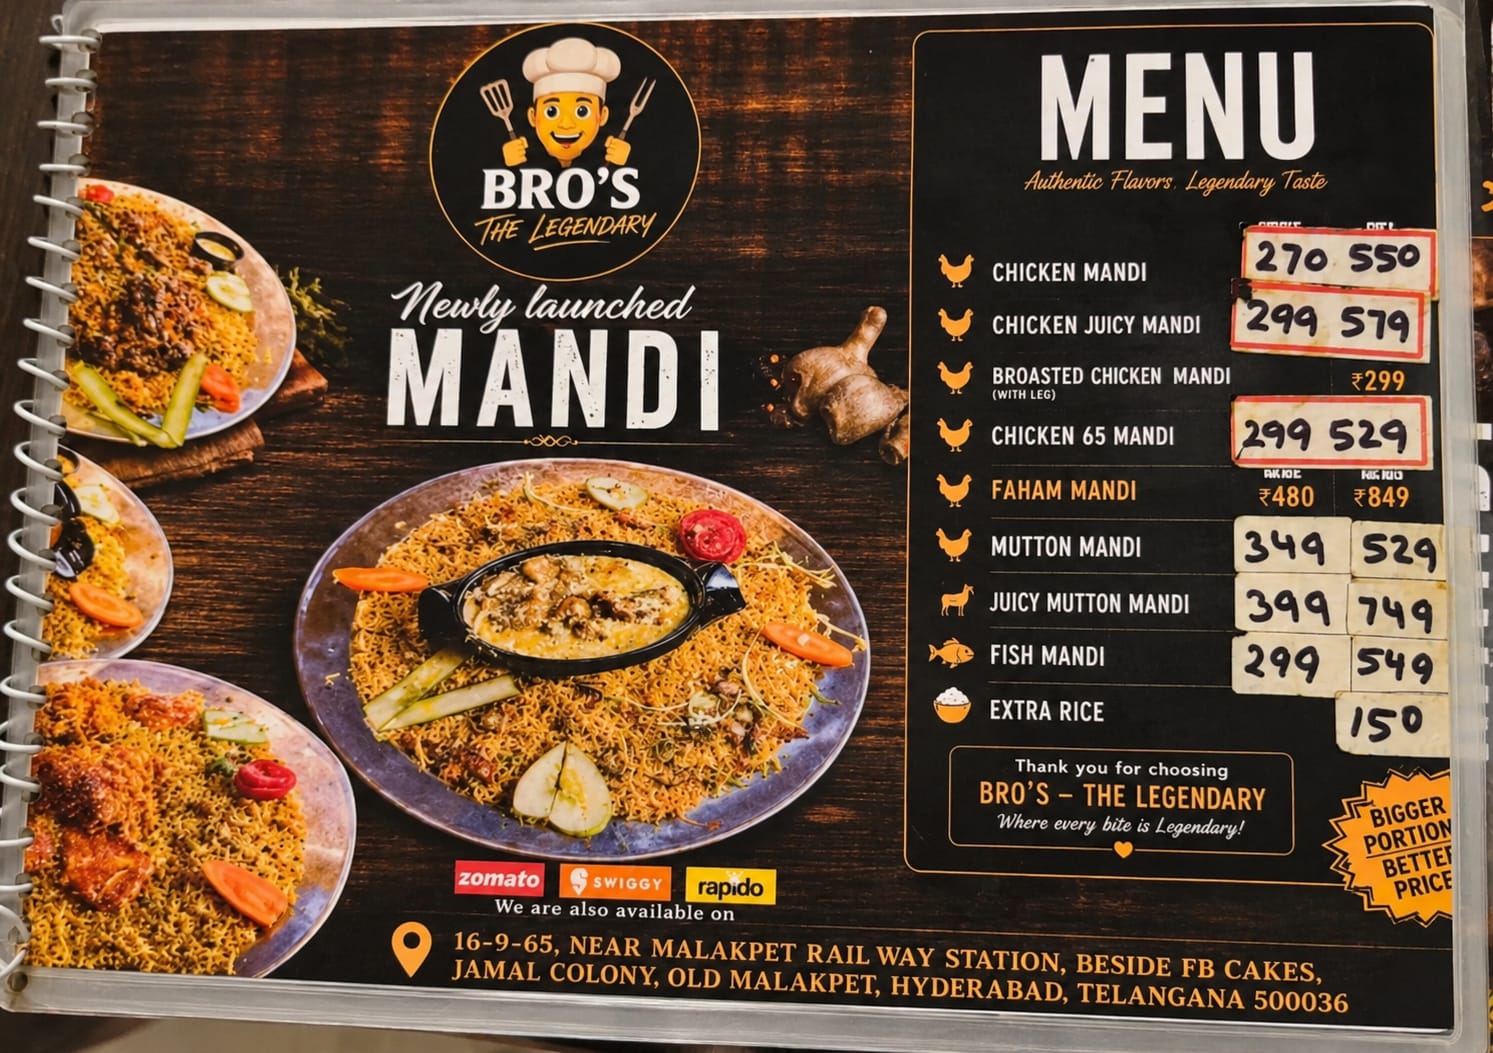 BRO'S
THE LEGENDARY
Newly launched
MANDI
zomato SWIGGY rapido
We are also available on
16-9-65, NEAR MALAKPET RAIL WAY STATION, BESIDE FB CAKES,
JAMAL COLONY, OLD MALAKPET, HYDERABAD, TELANGANA 500036
MENU
Authentic Flavors. Legendary Taste
CHICKEN MANDI 270 550
CHICKEN JUICY MANDI 299 579
BROASTED CHICKEN MANDI ₹299
(WITH LEG)
CHICKEN 65 MANDI 299 529
FAHAM MANDI ₹480 ₹849
MUTTON MANDI 349 529
JUICY MUTTON MANDI 399 749
FISH MANDI 299 549
EXTRA RICE 150
Thank you for choosing
BRO'S – THE LEGENDARY
Where every bite is Legendary!
BIGGER
PORTION
BETTER
PRICE